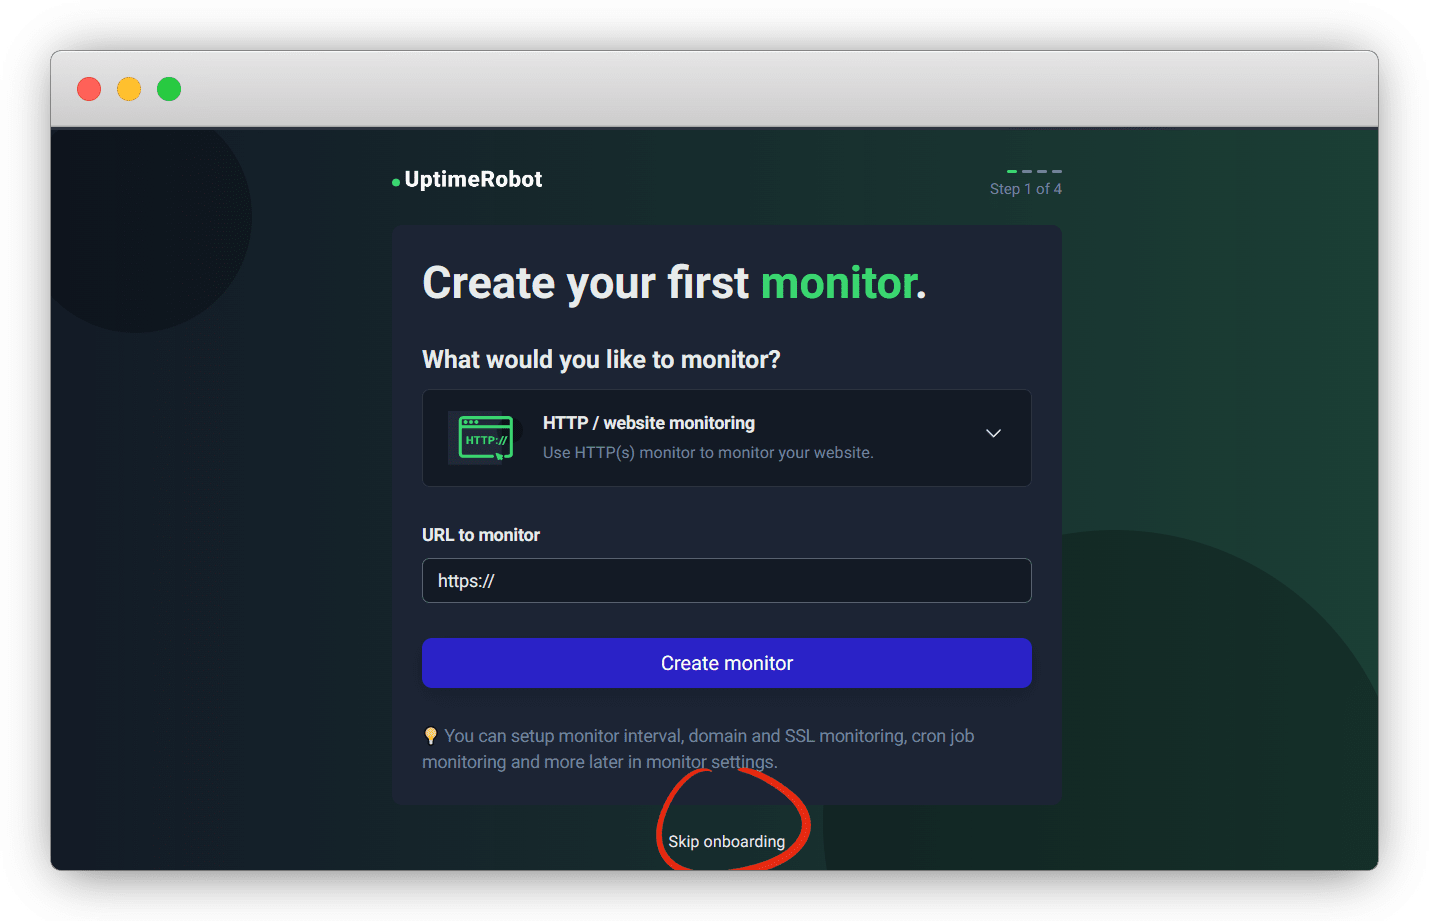 UptimeRobot
Step 1 of 4
Create your first monitor.
What would you like to monitor?
HTTP://
HTTP / website monitoring
Use HTTP(s) monitor to monitor your website.
URL to monitor
https://
Create monitor
You can setup monitor interval, domain and SSL monitoring, cron job
monitoring and more later in monitor settings.
Skip onboarding